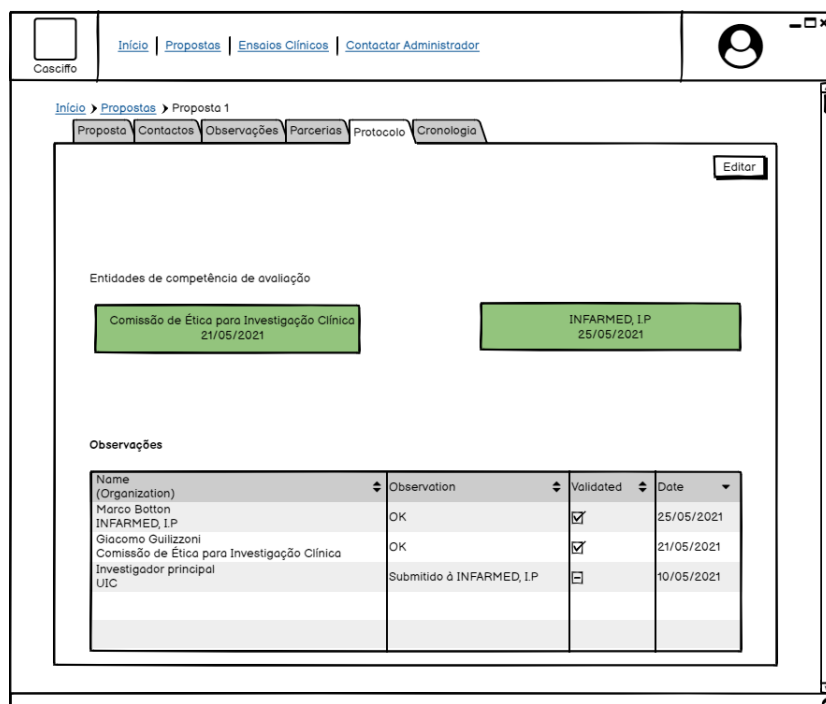 Início | Propostas | Ensaios Clínicos | Contactar Administrador
Casciffo
Início > Propostas > Proposta 1
Proposta Contactos Observações Parcerias Protocolo Cronologia
Editar
Entidades de competência de avaliação
Comissão de Ética para Investigação Clínica
21/05/2021
INFARMED, I.P
25/05/2021
Observações
Name
(Organization)
Observation
Validated
Date
Marco Botton
INFARMED, I.P
OK
25/05/2021
Giacomo Guilizzoni
Comissão de Ética para Investigação Clínica
OK
21/05/2021
Investigador principal
UIC
Submitido à INFARMED, I.P
10/05/2021